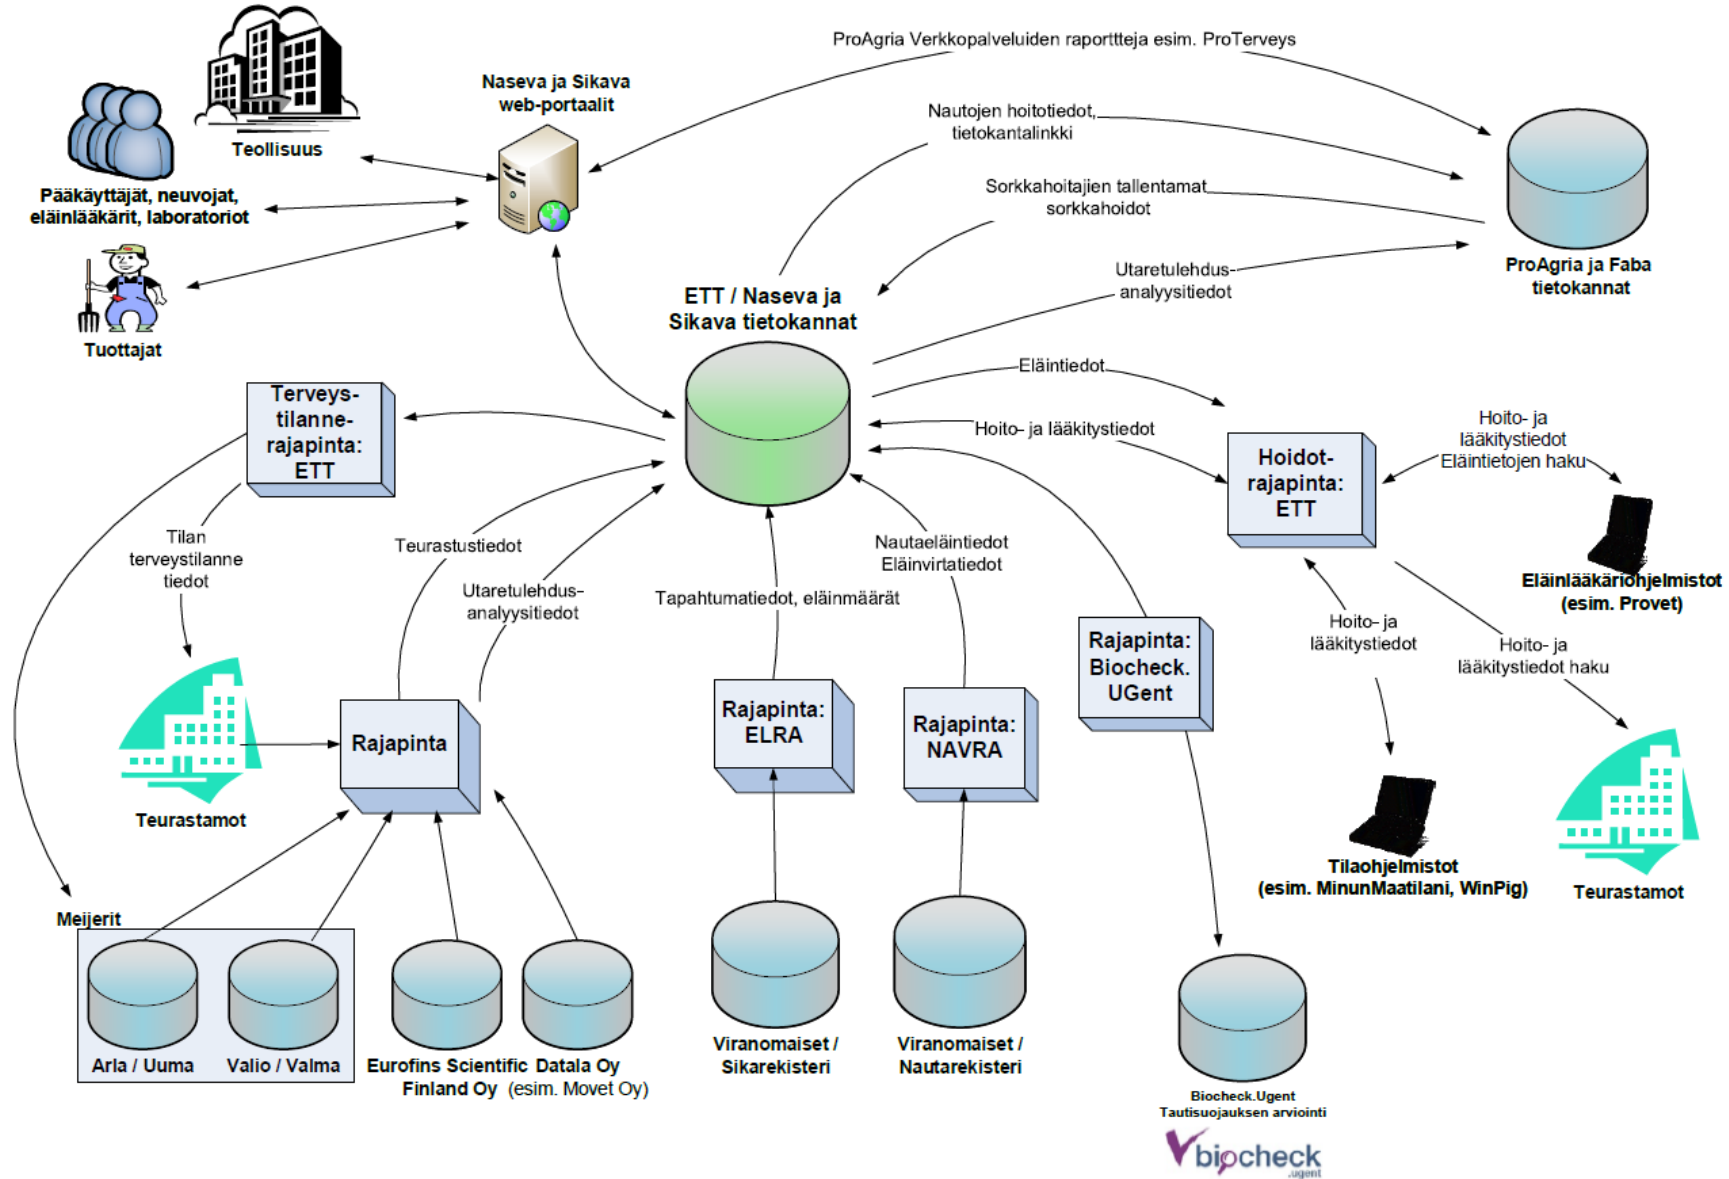 ProAgria Verkkopalveluiden raporttteja esim. ProTerveys
Naseva ja Sikava
web-portaalit
Teollisuus
Pääkäyttäjät, neuvojat,
eläinlääkärit, laboratoriot
Tuottajat
Nautojen hoitotiedot,
tietokantalinkki
Sorkkahoitajien tallentamat
sorkkahoidot
Utaretulehdus-
analyysitiedot
ProAgria ja Faba
tietokannat
ETT / Naseva ja
Sikava tietokannat
Eläintiedot
Hoito- ja lääkitystiedot
Terveys-
tilanne-
rajapinta:
ETT
Hoidot-
rajapinta:
ETT
Hoito- ja
lääkitystiedot
Eläintietojen haku
Eläinlääkäriohjelmistot
(esim. Provet)
Tilan
terveystilanne
tiedot
Teurastustiedot
Utaretulehdus-
analyysitiedot
Tapahtumatiedot, eläinmäärät
Nautaeläintiedot
Eläinvirtatiedot
Rajapinta:
Biocheck.
UGent
Hoito- ja
lääkitystiedot
Hoito- ja
lääkitystiedot haku
Rajapinta
Rajapinta:
ELRA
Rajapinta:
NAVRA
Teurastamot
Tilaohjelmistot
(esim. MinunMaatilani, WinPig)
Teurastamot
Meijerit
Arla / Uuma
Valio / Valma
Eurofins Scientific
Finland Oy
Datala Oy
(esim. Movet Oy)
Viranomaiset /
Sikarekisteri
Viranomaiset /
Nautarekisteri
Biocheck.Ugent
Tautisuojauksen arviointi
biocheck
.ugent